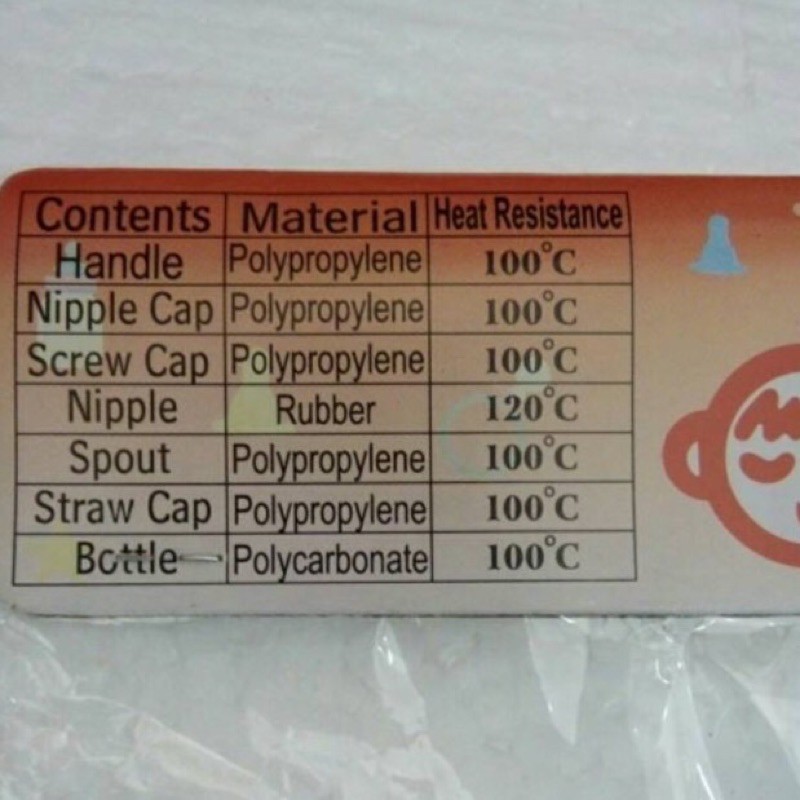 Contents Material Heat Resistance
Handle Polypropylene 100°C
Nipple Cap Polypropylene 100°C
Screw Cap Polypropylene 100°C
Nipple Rubber 120°C
Spout Polypropylene 100°C
Straw Cap Polypropylene 100°C
Bottle Polycarbonate 100°C